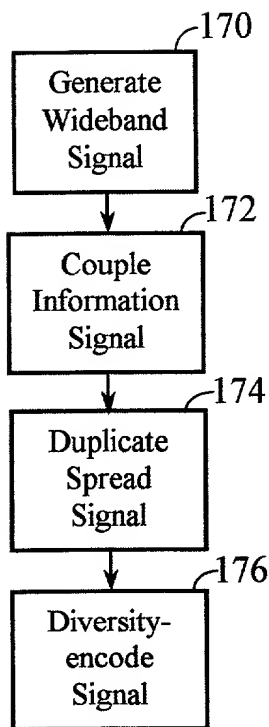 170
Generate
Wideband
Signal
172
Couple
Information
Signal
174
Duplicate
Spread
Signal
176
Diversity-
encode
Signal